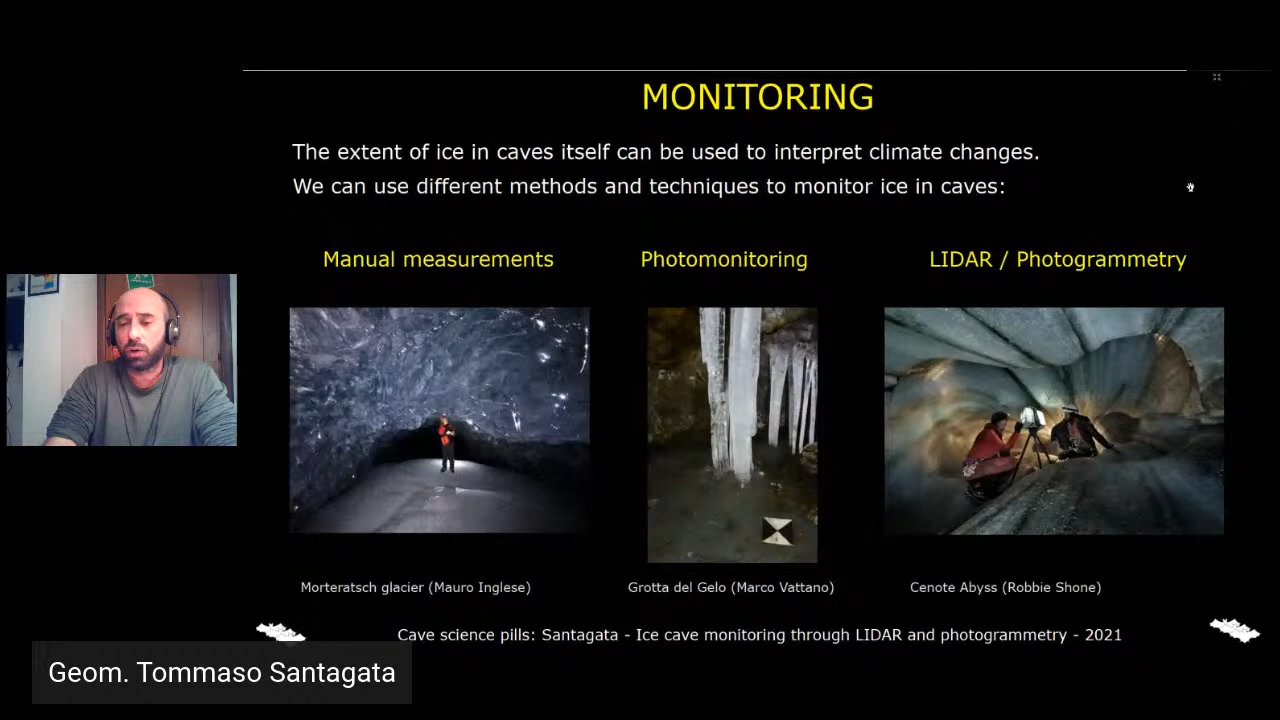 MONITORING
The extent of ice in caves itself can be used to interpret climate changes.
We can use different methods and techniques to monitor ice in caves:
Manual measurements
Photomonitoring
LIDAR / Photogrammetry
Morteratsch glacier (Mauro Inglese)
Grotta del Gelo (Marco Vattano)
Cenote Abyss (Robbie Shone)
Cave science pills: Santagata - Ice cave monitoring through LIDAR and photogrammetry - 2021
Geom. Tommaso Santagata